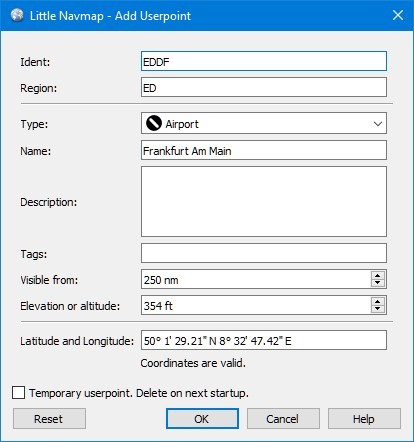 Little Navmap - Add Userpoint
Ident: EDDF
Region: ED
Type: Airport
Name: Frankfurt Am Main
Description:
Tags:
Visible from: 250 nm
Elevation or altitude: 354 ft
Latitude and Longitude: 50° 1' 29.21" N 8° 32' 47.42" E
Coordinates are valid.
Temporary userpoint. Delete on next startup.
Reset OK Cancel Help